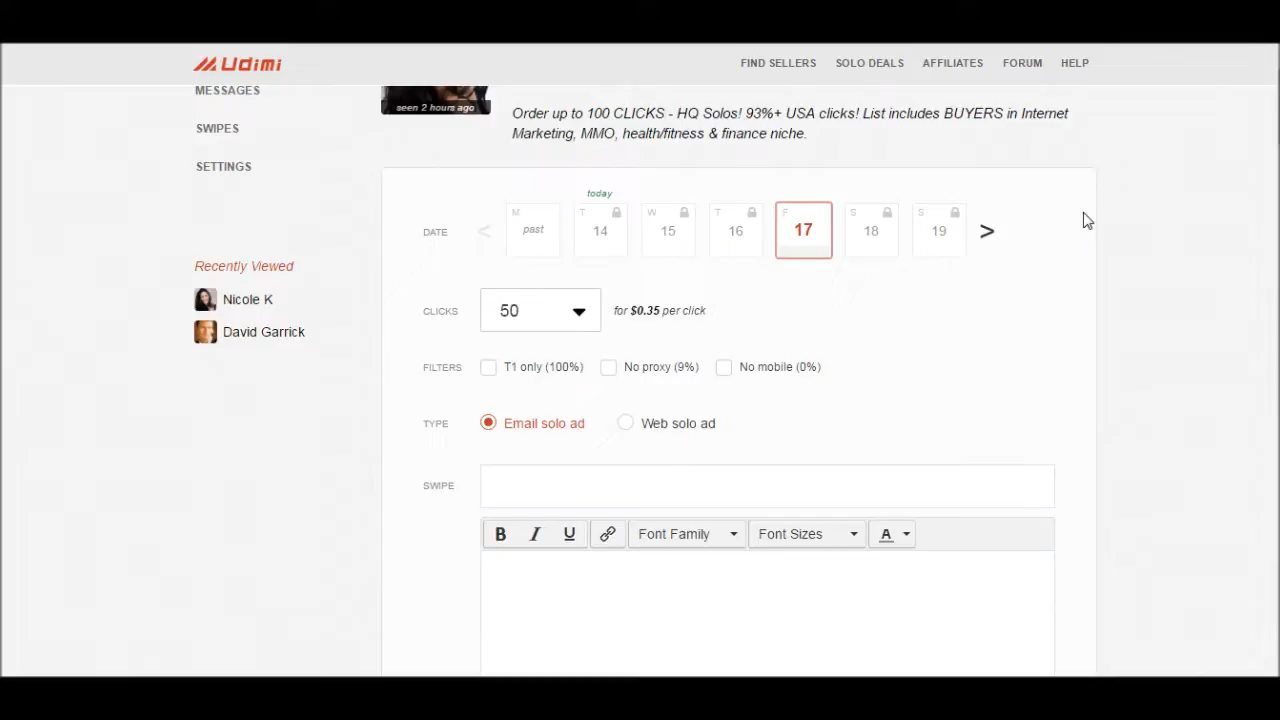 Udimi
FIND SELLERS SOLO DEALS AFFILIATES FORUM HELP
MESSAGES
SWIPES
SETTINGS
Recently Viewed
Nicole K
David Garrick
seen 2 hours ago
Order up to 100 CLICKS - HQ Solos! 93%+ USA clicks! List includes BUYERS in Internet
Marketing, MMO, health/fitness & finance niche.
today
DATE < M past T 14 W 15 T 16 F 17 S 18 S 19 >
CLICKS 50 for $0.35 per click
FILTERS T1 only (100%) No proxy (9%) No mobile (0%)
TYPE Email solo ad Web solo ad
SWIPE
B I U Font Family Font Sizes A